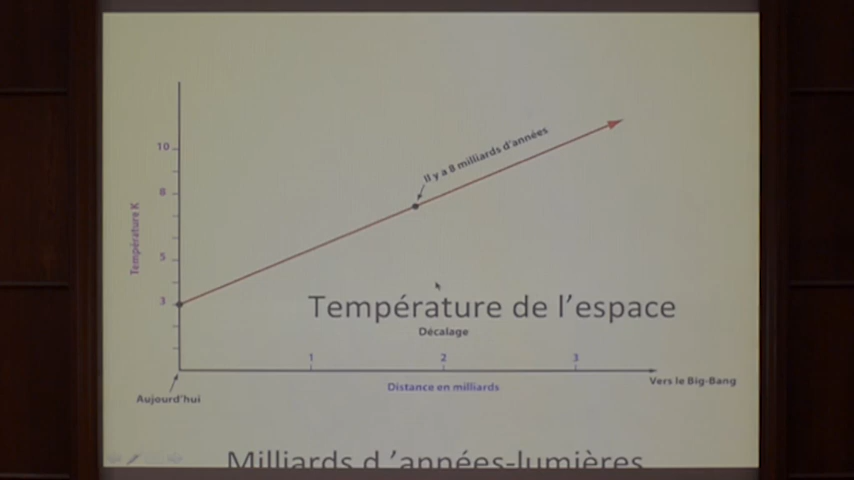 10
8
5
3
Température K
Il y a 8 milliards d'années
Température de l'espace
Décalage
1
2
3
Vers le Big-Bang
Distance en milliards
Aujourd'hui
Milliards d 'années-lumières